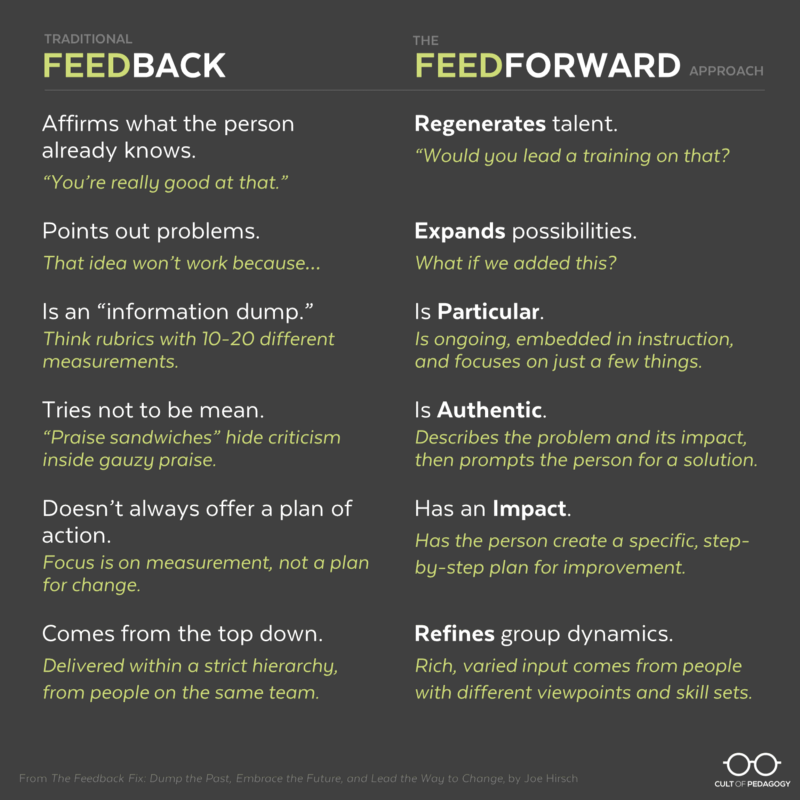 TRADITIONAL
FEEDBACK
Affirms what the person
already knows.
“You’re really good at that.”
Points out problems.
That idea won’t work because...
Is an “information dump.”
Think rubrics with 10-20 different
measurements.
Tries not to be mean.
“Praise sandwiches” hide criticism
inside gauzy praise.
Doesn’t always offer a plan of
action.
Focus is on measurement, not a plan
for change.
Comes from the top down.
Delivered within a strict hierarchy,
from people on the same team.
THE
FEEDFORWARD APPROACH
Regenerates talent.
“Would you lead a training on that?
Expands possibilities.
What if we added this?
Is Particular.
Is ongoing, embedded in instruction,
and focuses on just a few things.
Is Authentic.
Describes the problem and its impact,
then prompts the person for a solution.
Has an Impact.
Has the person create a specific, step-
by-step plan for improvement.
Refines group dynamics.
Rich, varied input comes from people
with different viewpoints and skill sets.
From The Feedback Fix: Dump the Past, Embrace the Future, and Lead the Way to Change, by Joe Hirsch
CULT OF PEDAGOGY